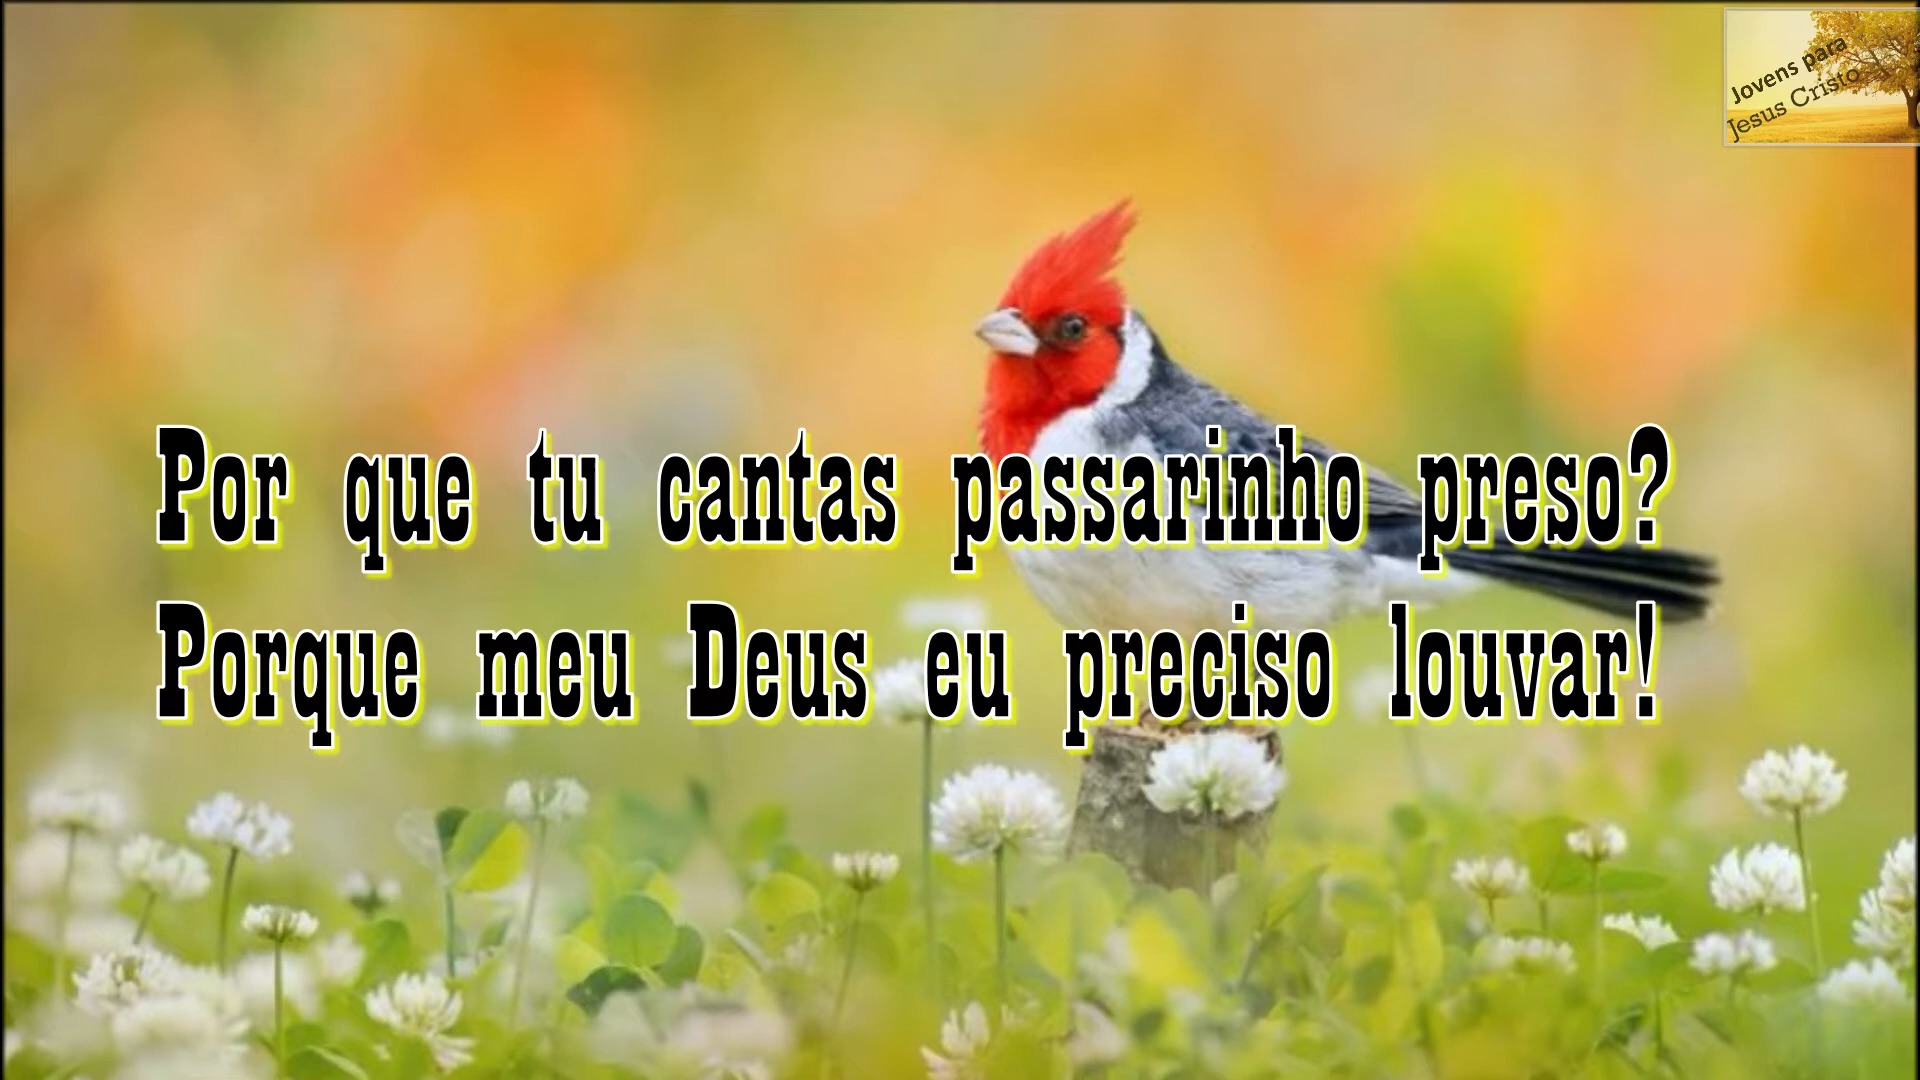 Jovens para
Jesus Cristo
Por que tu cantas passarinho preso?
Porque meu Deus eu preciso louvar!